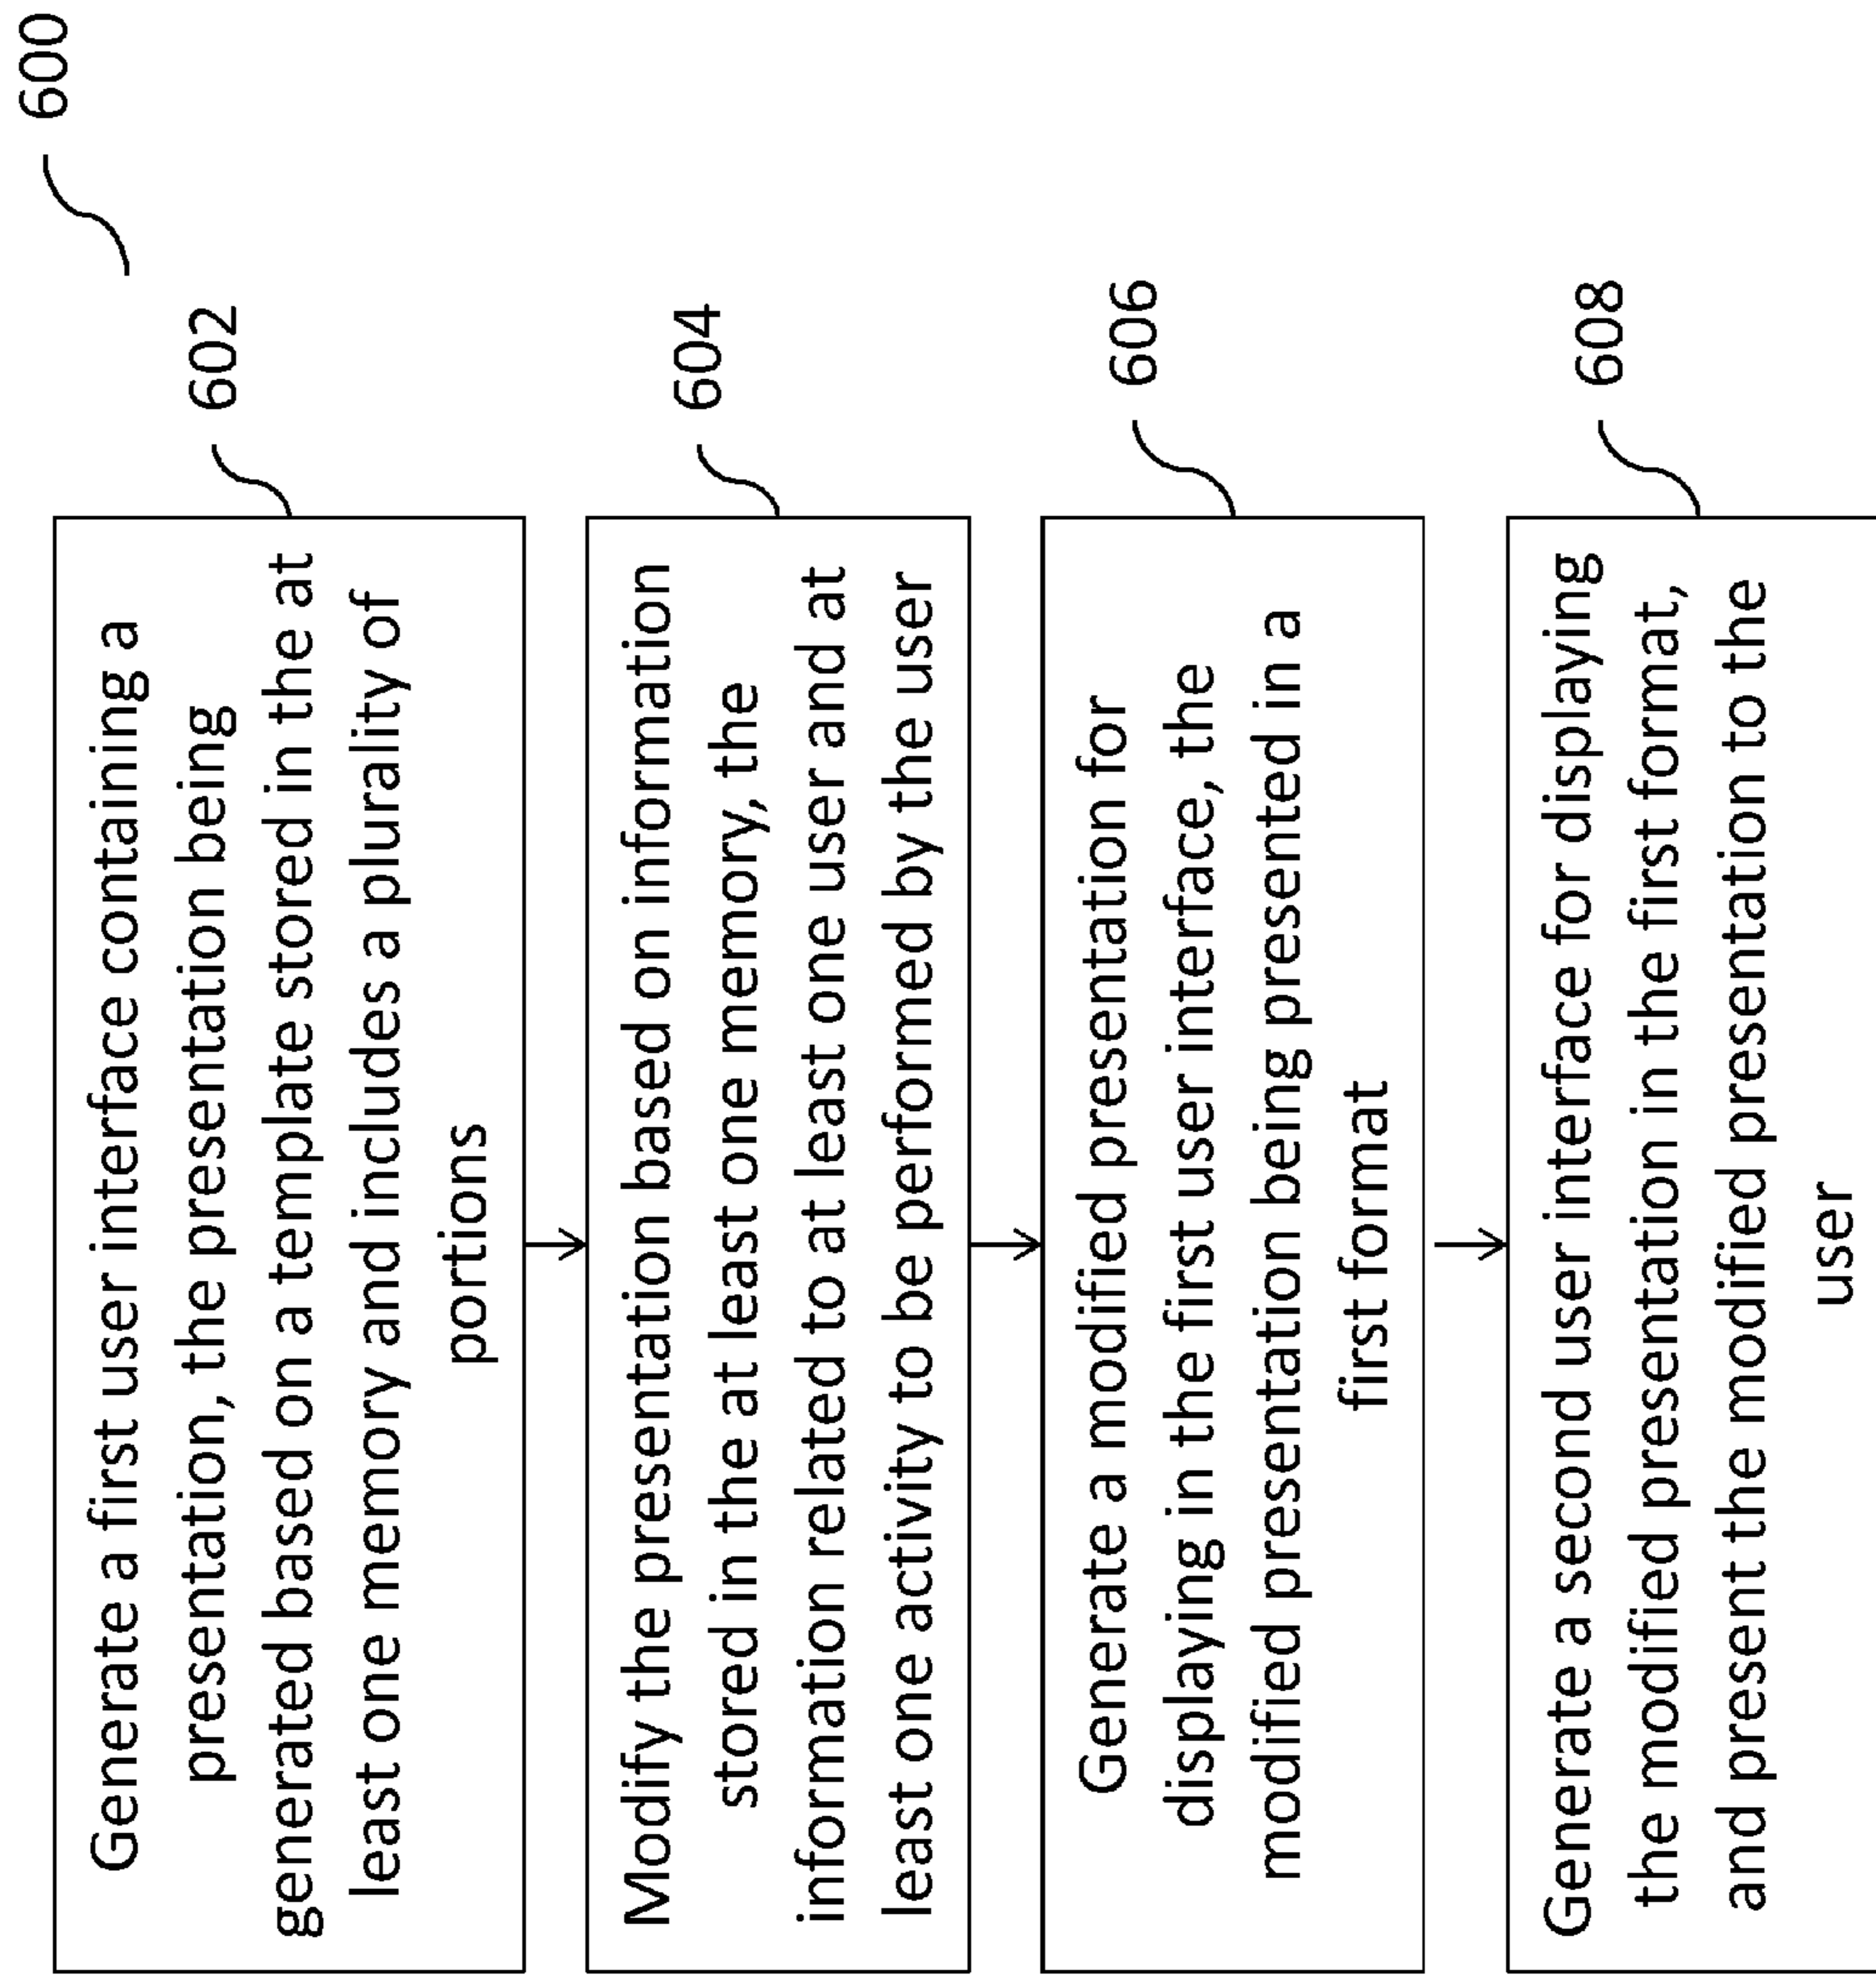 600
Generate a first user interface containing a
presentation, the presentation being
generated based on a template stored in the at
least one memory and includes a plurality of
portions
602
Modify the presentation based on information
stored in the at least one memory, the
information related to at least one user and at
least one activity to be performed by the user
604
Generate a modified presentation for
displaying in the first user interface, the
modified presentation being presented in a
first format
606
Generate a second user interface for displaying
the modified presentation in the first format,
and present the modified presentation to the
user
608